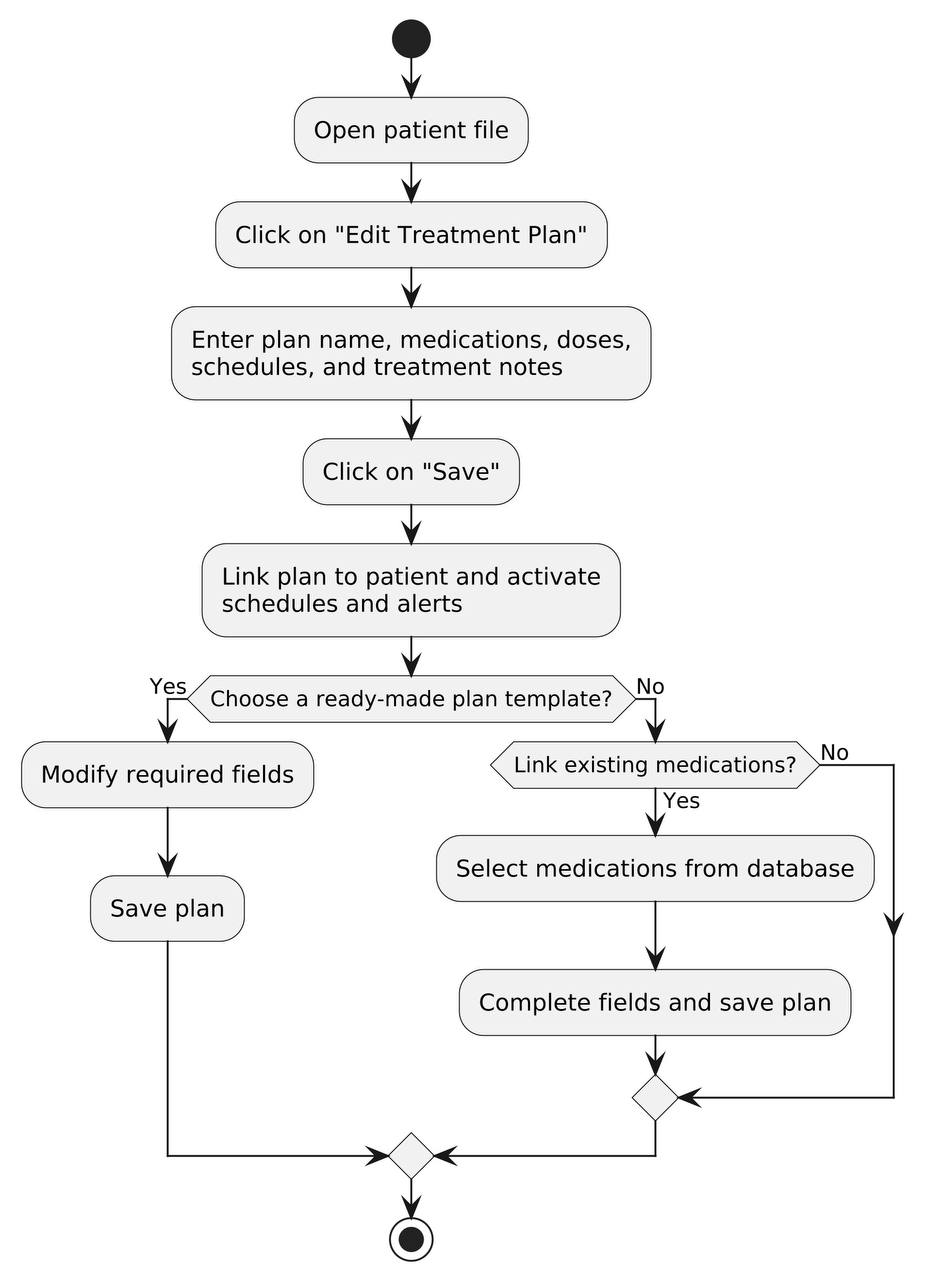 Open patient file
Click on "Edit Treatment Plan"
Enter plan name, medications, doses,
schedules, and treatment notes
Click on "Save"
Link plan to patient and activate
schedules and alerts
Choose a ready-made plan template?
Yes
No
Modify required fields
Save plan
Link existing medications?
No
Yes
Select medications from database
Complete fields and save plan